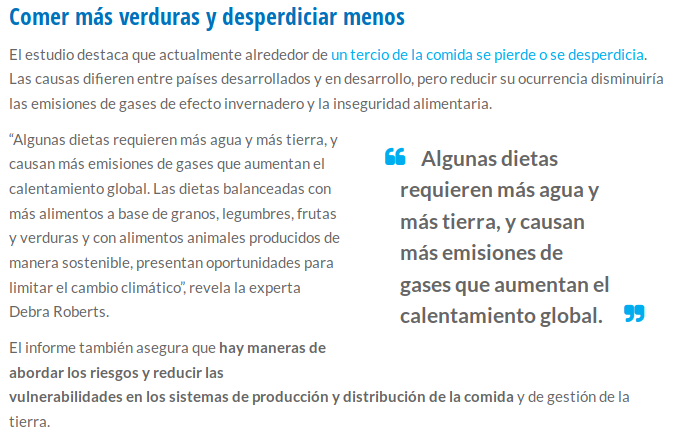 Comer más verduras y desperdiciar menos
El estudio destaca que actualmente alrededor de un tercio de la comida se pierde o se desperdicia.
Las causas difieren entre países desarrollados y en desarrollo, pero reducir su ocurrencia disminuiría
las emisiones de gases de efecto invernadero y la inseguridad alimentaria.
“Algunas dietas requieren más agua y más tierra, y
causan más emisiones de gases que aumentan el
calentamiento global. Las dietas balanceadas con
más alimentos a base de granos, legumbres, frutas
y verduras y con alimentos animales producidos de
manera sostenible, presentan oportunidades para
limitar el cambio climático”, revela la experta
Debra Roberts.
“ Algunas dietas
requieren más agua y
más tierra, y causan
más emisiones de
gases que aumentan el
calentamiento global. ”
El informe también asegura que hay maneras de
abordar los riesgos y reducir las
vulnerabilidades en los sistemas de producción y distribución de la comida y de gestión de la
tierra.